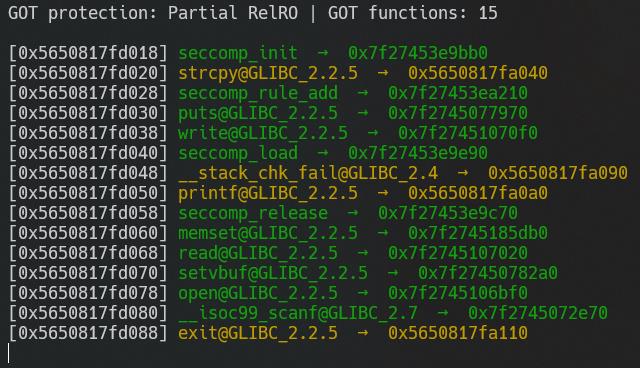 GOT protection: Partial RelRO | GOT functions: 15
[0x5650817fd018] seccomp_init → 0x7f27453e9bb0
[0x5650817fd020] strcpy@GLIBC_2.2.5 → 0x5650817fa040
[0x5650817fd028] seccomp_rule_add → 0x7f27453ea210
[0x5650817fd030] puts@GLIBC_2.2.5 → 0x7f2745077970
[0x5650817fd038] write@GLIBC_2.2.5 → 0x7f27451070f0
[0x5650817fd040] seccomp_load → 0x7f27453e9e90
[0x5650817fd048] __stack_chk_fail@GLIBC_2.4 → 0x5650817fa090
[0x5650817fd050] printf@GLIBC_2.2.5 → 0x5650817fa0a0
[0x5650817fd058] seccomp_release → 0x7f27453e9c70
[0x5650817fd060] memset@GLIBC_2.2.5 → 0x7f2745185db0
[0x5650817fd068] read@GLIBC_2.2.5 → 0x7f2745107020
[0x5650817fd070] setvbuf@GLIBC_2.2.5 → 0x7f27450782a0
[0x5650817fd078] open@GLIBC_2.2.5 → 0x7f2745106bf0
[0x5650817fd080] __isoc99_scanf@GLIBC_2.7 → 0x7f2745072e70
[0x5650817fd088] exit@GLIBC_2.2.5 → 0x5650817fa110